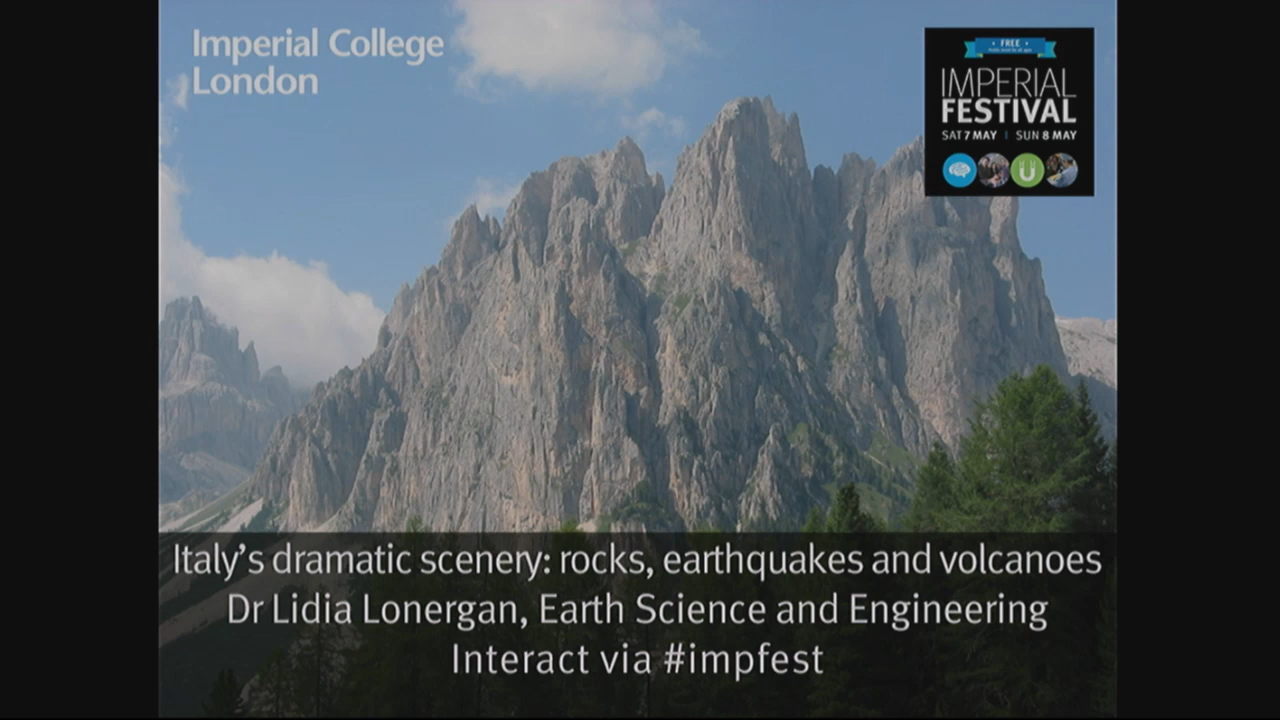 Imperial College
London
FREE
IMPERIAL
FESTIVAL
SAT 7 MAY | SUN 8 MAY
Italy's dramatic scenery: rocks, earthquakes and volcanoes
Dr Lidia Lonergan, Earth Science and Engineering
Interact via #impfest